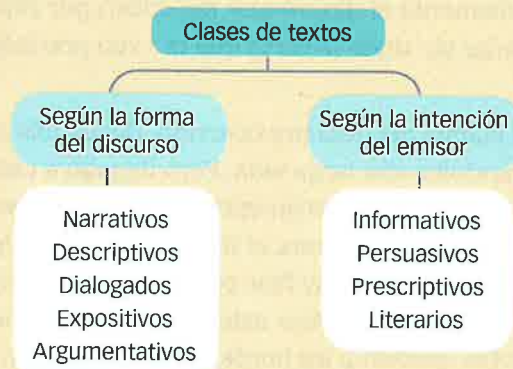 Clases de textos
Según la forma
del discurso
Narrativos
Descriptivos
Dialogados
Expositivos
Argumentativos
Según la intención
del emisor
Informativos
Persuasivos
Prescriptivos
Literarios